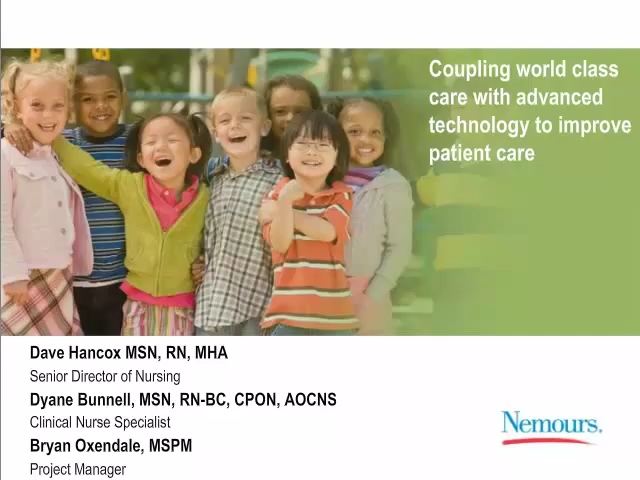 Coupling world class
care with advanced
technology to improve
patient care
Dave Hancox MSN, RN, MHA
Senior Director of Nursing
Dyane Bunnell, MSN, RN-BC, CPON, AOCNS
Clinical Nurse Specialist
Bryan Oxendale, MSPM
Project Manager
Nemours.